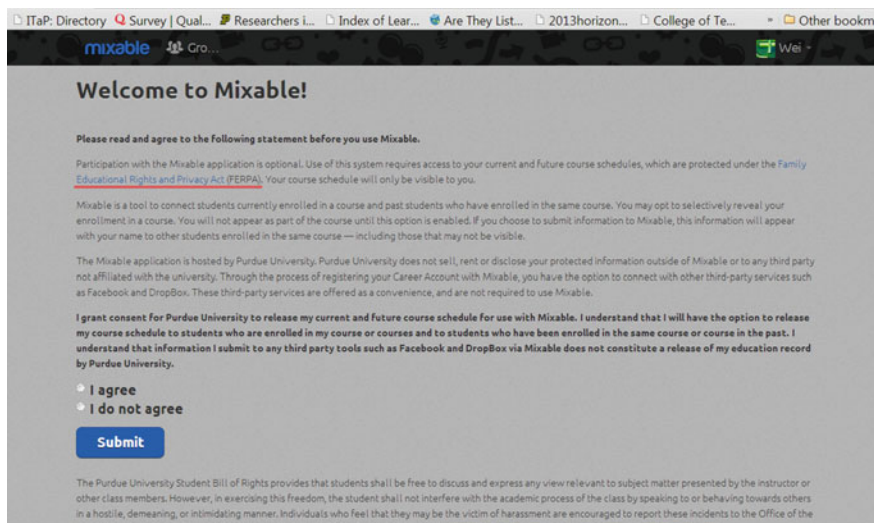 ITaP: Directory Survey | Qual... Researchers i... Index of Lear... Are They List... 2013horizon... College of Te... » Other bookm
mixable Gro... Wei
Welcome to Mixable!
Please read and agree to the following statement before you use Mixable.
Participation with the Mixable application is optional. Use of this system requires access to your current and future course schedules, which are protected under the Family
Educational Rights and Privacy Act (FERPA). Your course schedule will only be visible to you.
Mixable is a tool to connect students currently enrolled in a course and past students who have enrolled in the same course. You may opt to selectively reveal your
enrollment in a course. You will not appear as part of the course until this option is enabled. If you choose to submit information to Mixable, this information will appear
with your name to other students enrolled in the same course — including those that may not be visible.
The Mixable application is hosted by Purdue University. Purdue University does not sell, rent or disclose your protected information outside of Mixable or to any third party
not affiliated with the university. Through the process of registering your Career Account with Mixable, you have the option to connect with other third-party services such
as Facebook and DropBox. These third-party services are offered as a convenience, and are not required to use Mixable.
I grant consent for Purdue University to release my current and future course schedule for use with Mixable. I understand that I will have the option to release
my course schedule to students who are enrolled in my course or courses and to students who have been enrolled in the same course or course in the past. I
understand that information I submit to any third party tools such as Facebook and DropBox via Mixable does not constitute a release of my education record
by Purdue University.
I agree
I do not agree
Submit
The Purdue University Student Bill of Rights provides that students shall be free to discuss and express any view relevant to subject matter presented by the instructor or
other class members. However, in exercising this freedom, the student shall not interfere with the academic process of the class by speaking to or behaving towards others
in a hostile, demeaning, or intimidating manner. Individuals who feel that they may be the victim of harassment are encouraged to report these incidents to the Office of the